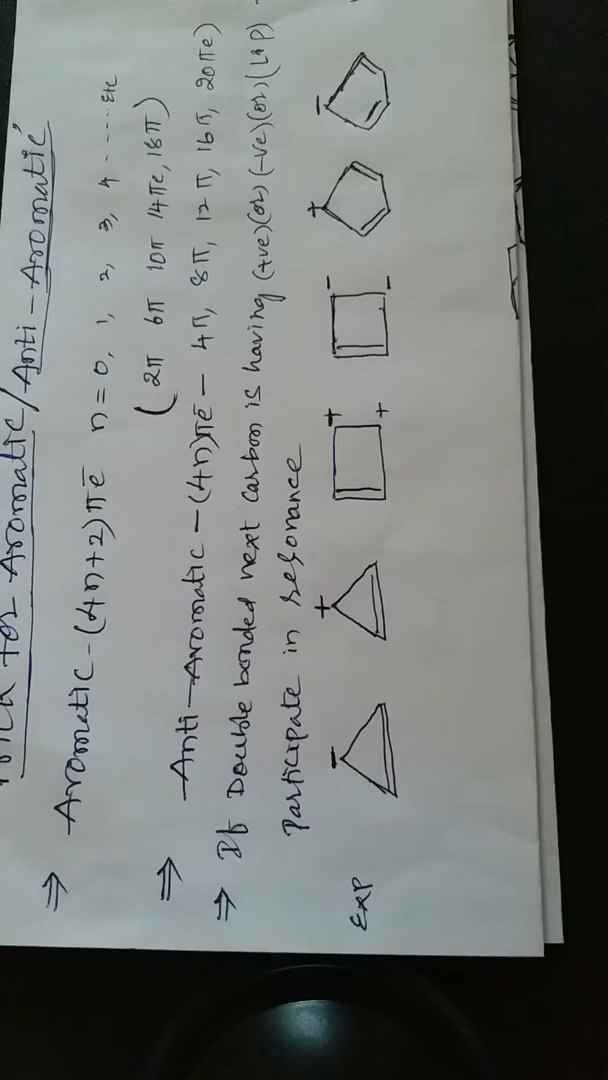 for Aromatic/Anti-Aromatic
⇒ Aromatic-(4n+2)πē n=0, 1, 2, 3, 4 ------ Etc
(2π 6π 10π 14πe, 18π)
⇒ Anti-Aromatic-(4n)πē - 4π, 8π, 12π, 16π, 20πe)
⇒ If Double bonded next Carbon is having (+ve)(or)(-ve)(or)(L·P)
Participate in resonance
EXP
- + + + - - + -